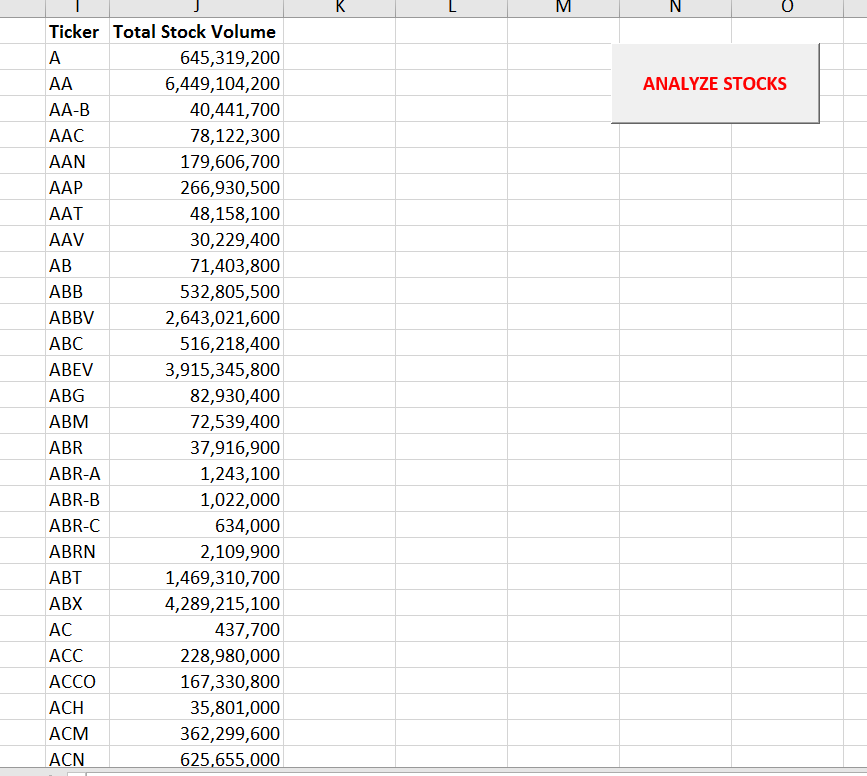 I J K L M N O
Ticker Total Stock Volume
A 645,319,200
ANALYZE STOCKS
AA 6,449,104,200
AA-B 40,441,700
AAC 78,122,300
AAN 179,606,700
AAP 266,930,500
AAT 48,158,100
AAV 30,229,400
AB 71,403,800
ABB 532,805,500
ABBV 2,643,021,600
ABC 516,218,400
ABEV 3,915,345,800
ABG 82,930,400
ABM 72,539,400
ABR 37,916,900
ABR-A 1,243,100
ABR-B 1,022,000
ABR-C 634,000
ABRN 2,109,900
ABT 1,469,310,700
ABX 4,289,215,100
AC 437,700
ACC 228,980,000
ACCO 167,330,800
ACH 35,801,000
ACM 362,299,600
ACN 625,655,000